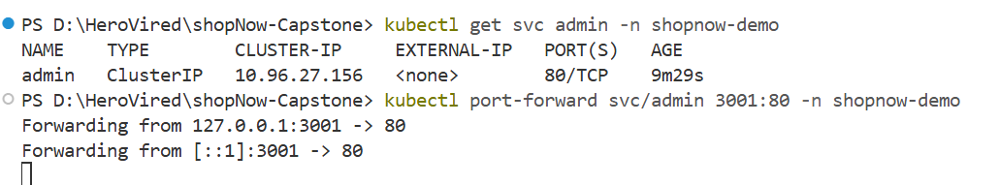 PS D:\HeroVired\shopNow-Capstone> kubectl get svc admin -n shopnow-demo
NAME    TYPE        CLUSTER-IP      EXTERNAL-IP   PORT(S)   AGE
admin   ClusterIP   10.96.27.156    <none>        80/TCP    9m29s
PS D:\HeroVired\shopNow-Capstone> kubectl port-forward svc/admin 3001:80 -n shopnow-demo
Forwarding from 127.0.0.1:3001 -> 80
Forwarding from [::1]:3001 -> 80